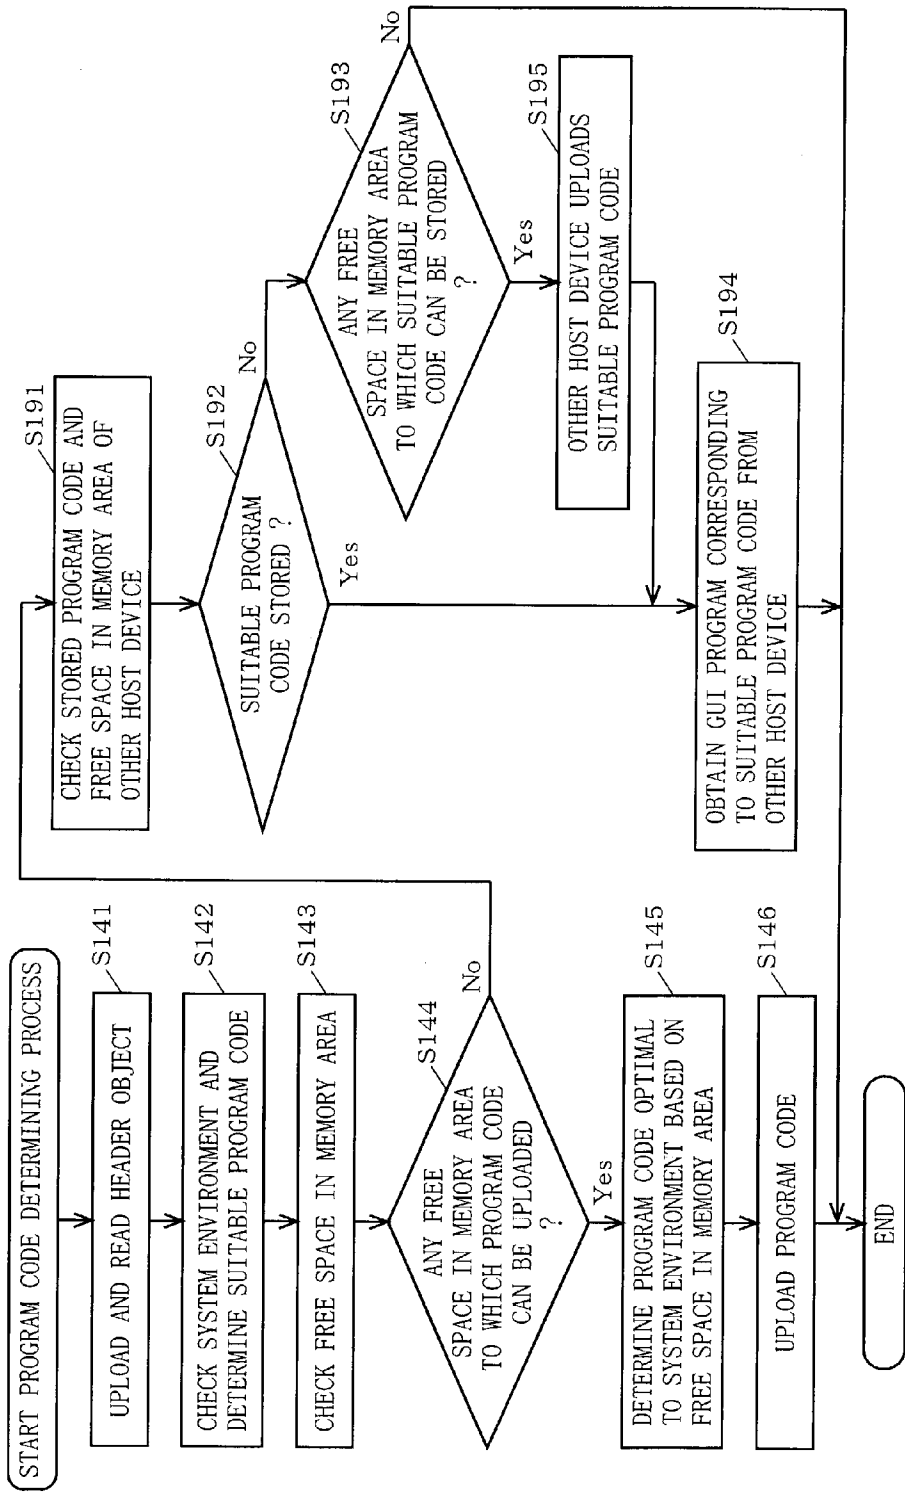 START PROGRAM CODE DETERMINING PROCESS
S141
UPLOAD AND READ HEADER OBJECT
S142
CHECK SYSTEM ENVIRONMENT AND
DETERMINE SUITABLE PROGRAM CODE
S143
CHECK FREE SPACE IN MEMORY AREA
S144
ANY FREE
SPACE IN MEMORY AREA
TO WHICH PROGRAM CODE
CAN BE UPLOADED
?
No
Yes
S145
DETERMINE PROGRAM CODE OPTIMAL
TO SYSTEM ENVIRONMENT BASED ON
FREE SPACE IN MEMORY AREA
S146
UPLOAD PROGRAM CODE
END
S191
CHECK STORED PROGRAM CODE AND
FREE SPACE IN MEMORY AREA OF
OTHER HOST DEVICE
S192
SUITABLE PROGRAM
CODE STORED ?
No
Yes
S193
ANY FREE
SPACE IN MEMORY AREA
TO WHICH SUITABLE PROGRAM
CODE CAN BE STORED
?
No
Yes
S195
OTHER HOST DEVICE UPLOADS
SUITABLE PROGRAM CODE
S194
OBTAIN GUI PROGRAM CORRESPONDING
TO SUITABLE PROGRAM CODE FROM
OTHER HOST DEVICE